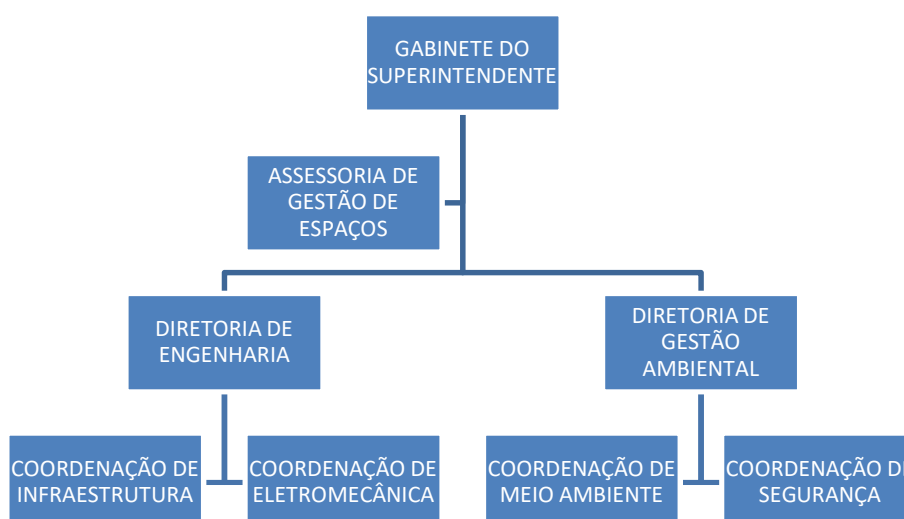 GABINETE DO
SUPERINTENDENTE
ASSESSORIA DE
GESTÃO DE
ESPAÇOS
DIRETORIA DE
ENGENHARIA
DIRETORIA DE
GESTÃO
AMBIENTAL
COORDENAÇÃO DE
INFRAESTRUTURA
COORDENAÇÃO DE
ELETROMECÂNICA
COORDENAÇÃO DE
MEIO AMBIENTE
COORDENAÇÃO DE
SEGURANÇA